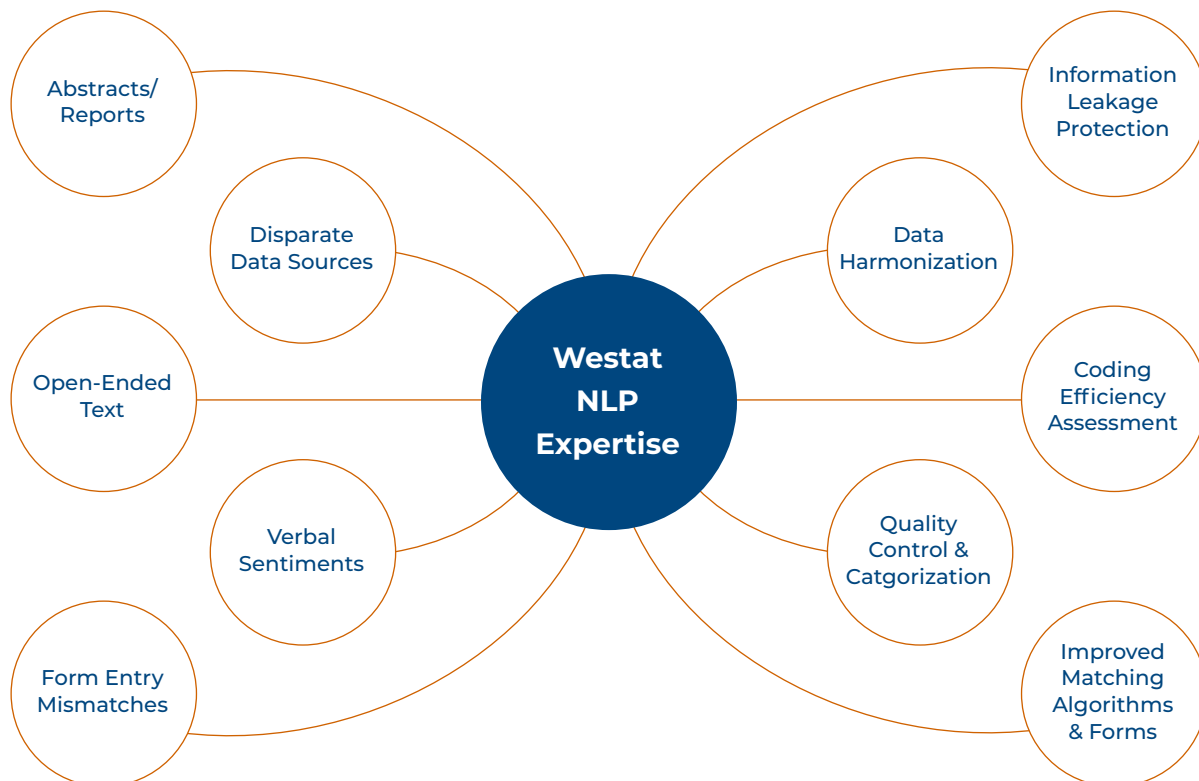 Abstracts/
Reports
Information
Leakage
Protection
Disparate
Data Sources
Data
Harmonization
Open-Ended
Text
Westat
NLP
Expertise
Coding
Efficiency
Assessment
Verbal
Sentiments
Quality
Control &
Catgorization
Form Entry
Mismatches
Improved
Matching
Algorithms
& Forms